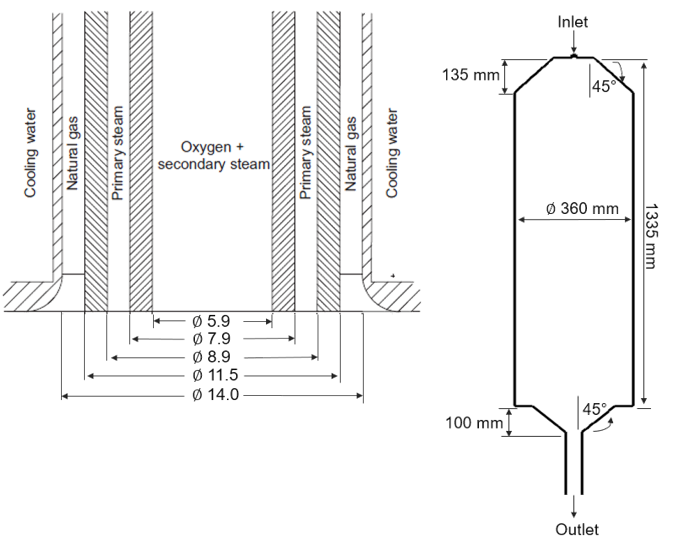 Cooling water
Natural gas
Primary steam
Oxygen +
secondary steam
Primary steam
Natural gas
Cooling water
Ø 5.9
Ø 7.9
Ø 8.9
Ø 11.5
Ø 14.0
Inlet
135 mm
45°
Ø 360 mm
1335 mm
45°
100 mm
Outlet